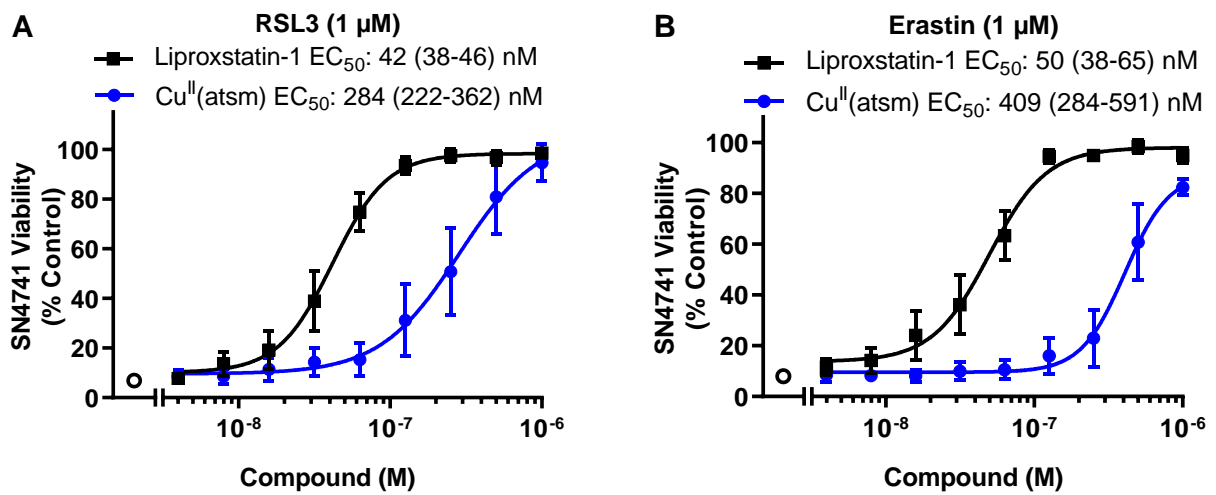 A
RSL3 (1 µM)
Liproxstatin-1 EC50: 42 (38-46) nM
CuII(atsm) EC50: 284 (222-362) nM
SN4741 Viability
(% Control)
100
80
60
40
20
0
10-8
10-7
10-6
Compound (M)
B
Erastin (1 µM)
Liproxstatin-1 EC50: 50 (38-65) nM
CuII(atsm) EC50: 409 (284-591) nM
SN4741 Viability
(% Control)
100
80
60
40
20
0
10-8
10-7
10-6
Compound (M)